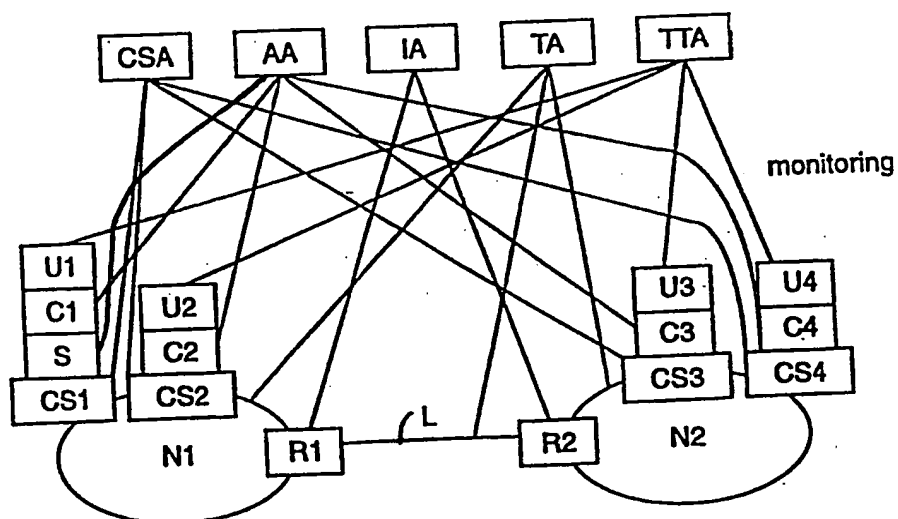 CSA AA IA TA TTA
monitoring
U1
C1
S
CS1
U2
C2
CS2
U3
C3
CS3
U4
C4
CS4
N1
R1
L
R2
N2